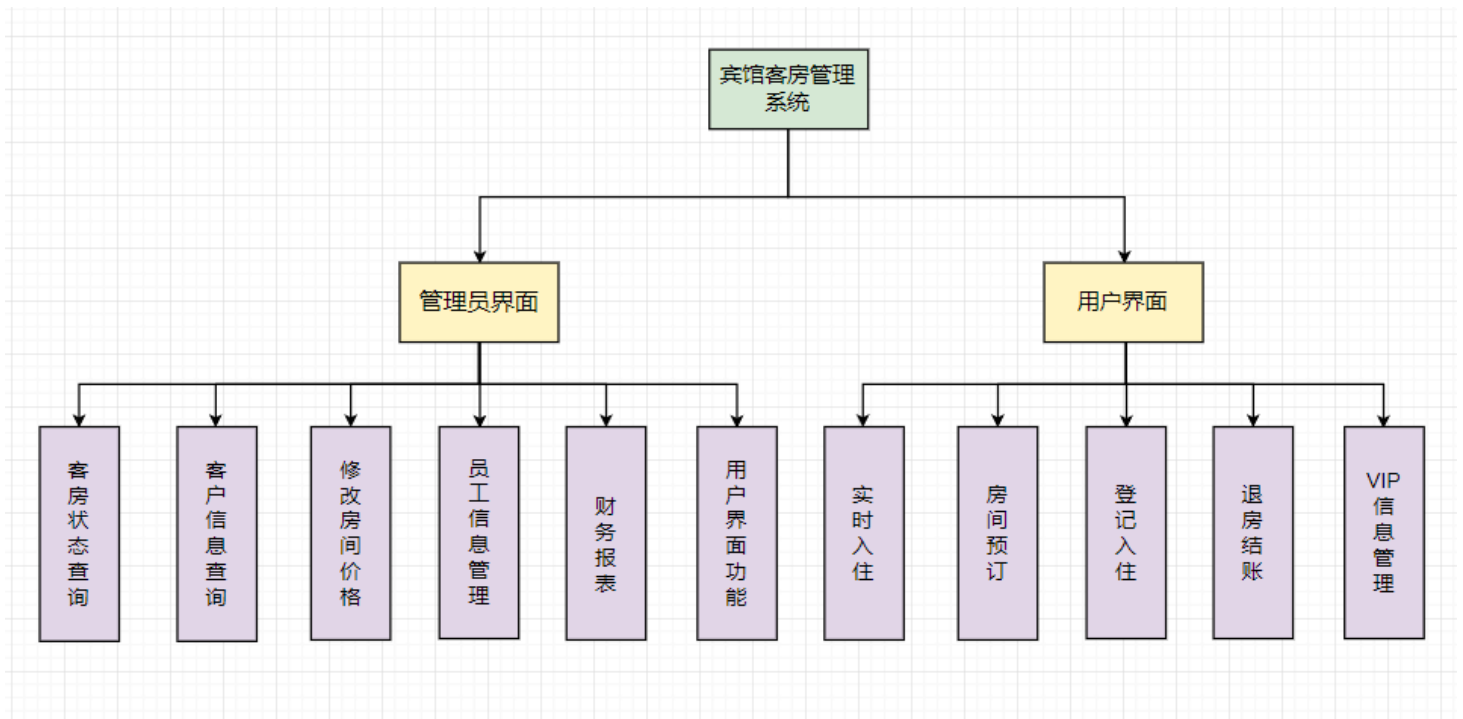 宾馆客房管理
系统
管理员界面
用户界面
客房状态查询
客户信息查询
修改房间价格
员工信息管理
财务报表
用户界面功能
实时入住
房间预订
登记入住
退房结账
VIP信息管理